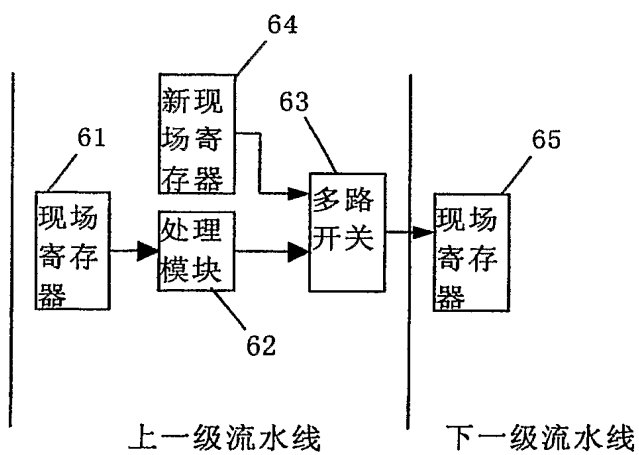 64
新现
场寄
存器
63
61
65
现场
寄存
器
多路
开关
现场
寄存
器
处理
模块
62
上一级流水线
下一级流水线